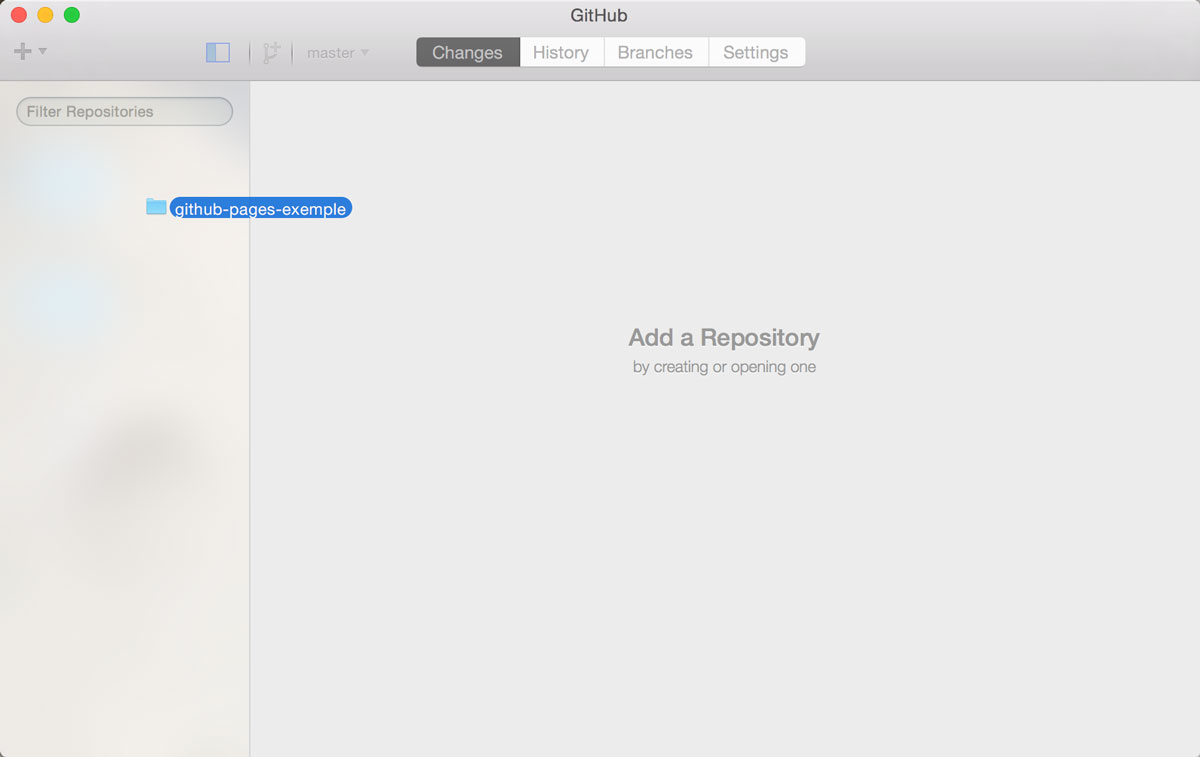 GitHub
master
Changes
History
Branches
Settings
Filter Repositories
github-pages-exemple
Add a Repository
by creating or opening one